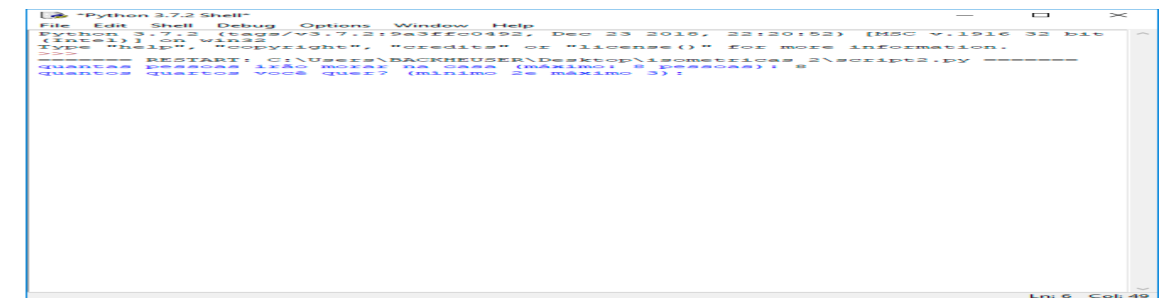 *Python 3.7.2 Shell*
File Edit Shell Debug Options Window Help
Python 3.7.2 (tags/v3.7.2:9a3ffc0492, Dec 23 2018, 22:20:52) [MSC v.1916 32 bit
(Intel)] on win32
Type "help", "copyright", "credits" or "license()" for more information.
>>>
======= RESTART: C:\Users\BACKHEUSER\Desktop\isometricas 2\script2.py =======
quantas pessoas irão morar na casa (máximo: 6 pessoas): 6
quantos quartos você quer? (minimo 2e máximo 3):
Ln: 6 Col: 49